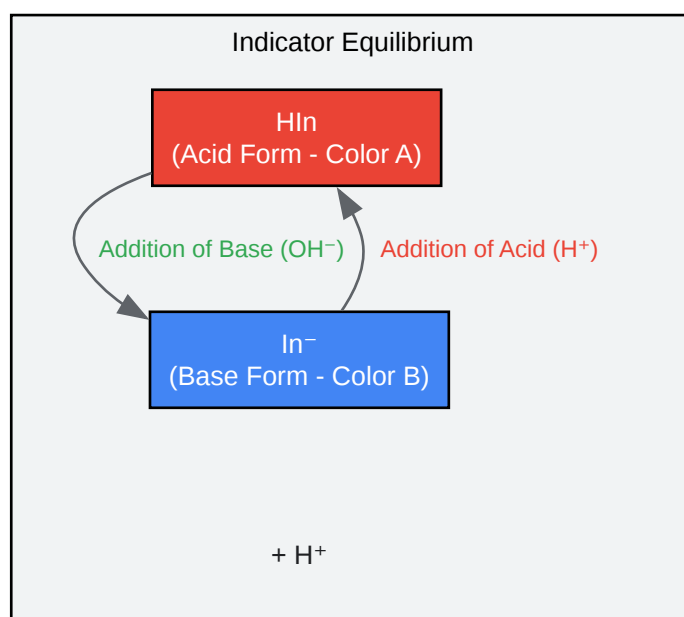 Indicator Equilibrium
HIn
(Acid Form - Color A)
Addition of Base (OH⁻)
Addition of Acid (H⁺)
In⁻
(Base Form - Color B)
+ H⁺